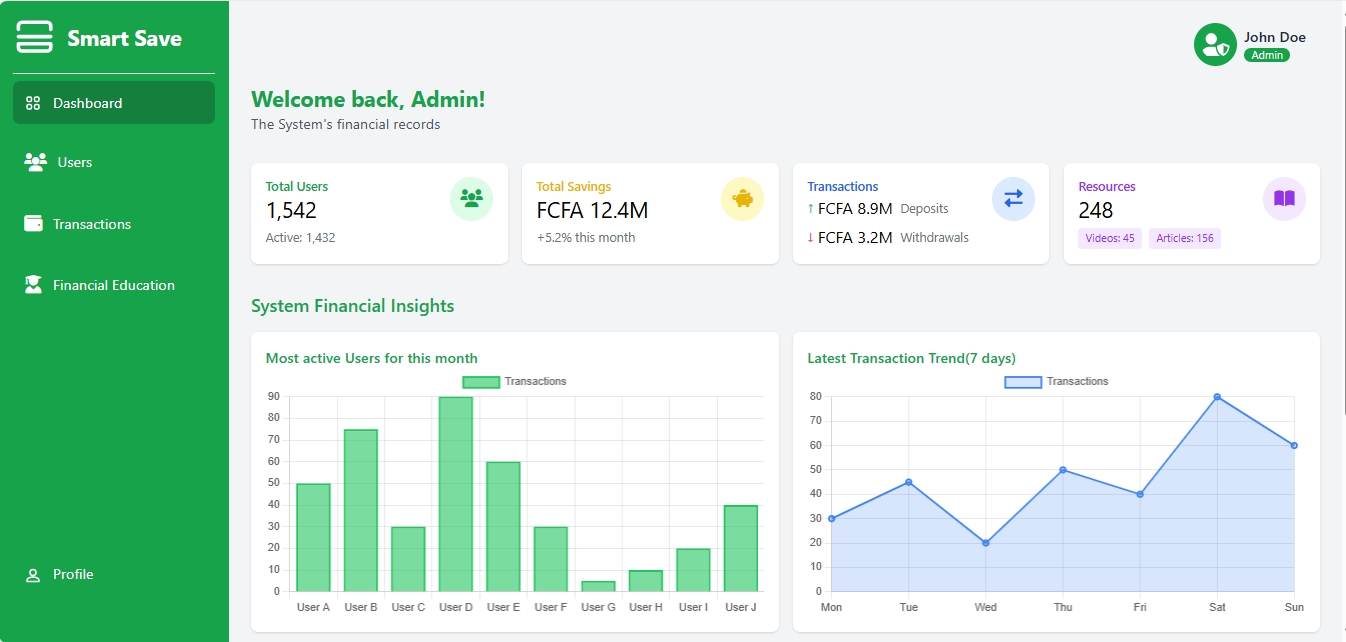 Smart Save
Dashboard
Users
Transactions
Financial Education
Profile
John Doe
Admin
Welcome back, Admin!
The System's financial records
Total Users
1,542
Active: 1,432
Total Savings
FCFA 12.4M
+5.2% this month
Transactions
↑ FCFA 8.9M Deposits
↓ FCFA 3.2M Withdrawals
Resources
248
Videos: 45 Articles: 156
System Financial Insights
Most active Users for this month
Transactions
90
80
70
60
50
40
30
20
10
0
User A User B User C User D User E User F User G User H User I User J
Latest Transaction Trend(7 days)
Transactions
80
70
60
50
40
30
20
10
0
Mon Tue Wed Thu Fri Sat Sun